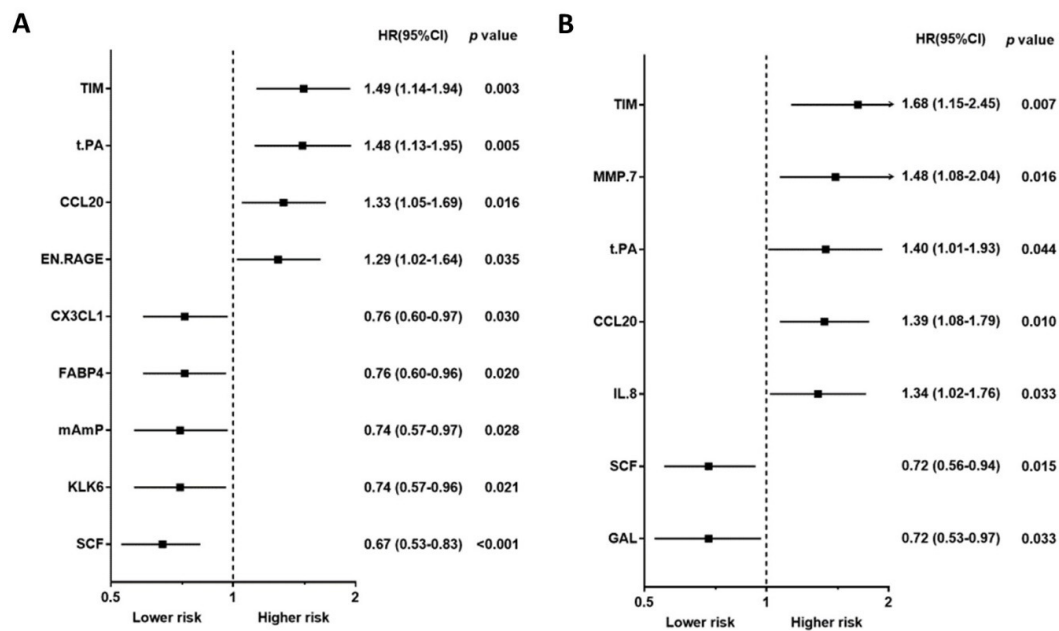 A
HR(95%CI) p value
TIM 1.49 (1.14-1.94) 0.003
t.PA 1.48 (1.13-1.95) 0.005
CCL20 1.33 (1.05-1.69) 0.016
EN.RAGE 1.29 (1.02-1.64) 0.035
CX3CL1 0.76 (0.60-0.97) 0.030
FABP4 0.76 (0.60-0.96) 0.020
mAmP 0.74 (0.57-0.97) 0.028
KLK6 0.74 (0.57-0.96) 0.021
SCF 0.67 (0.53-0.83) <0.001
0.5 1 2
Lower risk Higher risk
B
HR(95%CI) p value
TIM 1.68 (1.15-2.45) 0.007
MMP.7 1.48 (1.08-2.04) 0.016
t.PA 1.40 (1.01-1.93) 0.044
CCL20 1.39 (1.08-1.79) 0.010
IL.8 1.34 (1.02-1.76) 0.033
SCF 0.72 (0.56-0.94) 0.015
GAL 0.72 (0.53-0.97) 0.033
0.5 1 2
Lower risk Higher risk